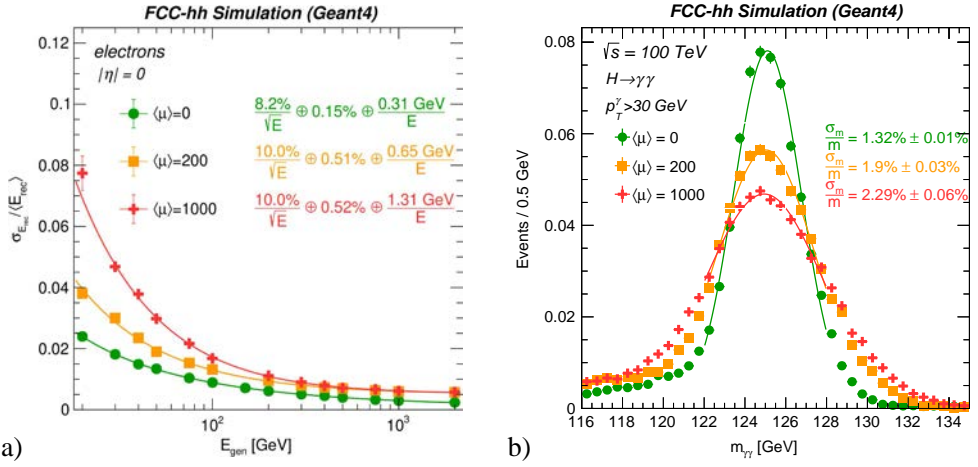 FCC-hh Simulation (Geant4)
0.12
0.1
0.08
0.06
0.04
0.02
0
σ_{E_rec}/⟨E_rec⟩
electrons
|η| = 0
⟨μ⟩=0
8.2%/√E ⊕ 0.15% ⊕ 0.31 GeV/E
⟨μ⟩=200
10.0%/√E ⊕ 0.51% ⊕ 0.65 GeV/E
⟨μ⟩=1000
10.0%/√E ⊕ 0.52% ⊕ 1.31 GeV/E
10²
10³
E_gen [GeV]
a)
FCC-hh Simulation (Geant4)
0.08
0.06
0.04
0.02
0
Events / 0.5 GeV
√s = 100 TeV
H→γγ
p_T^γ>30 GeV
⟨μ⟩ = 0
σ_m/m = 1.32% ± 0.01%
⟨μ⟩ = 200
σ_m/m = 1.9% ± 0.03%
⟨μ⟩ = 1000
σ_m/m = 2.29% ± 0.06%
116 118 120 122 124 126 128 130 132 134
m_γγ [GeV]
b)